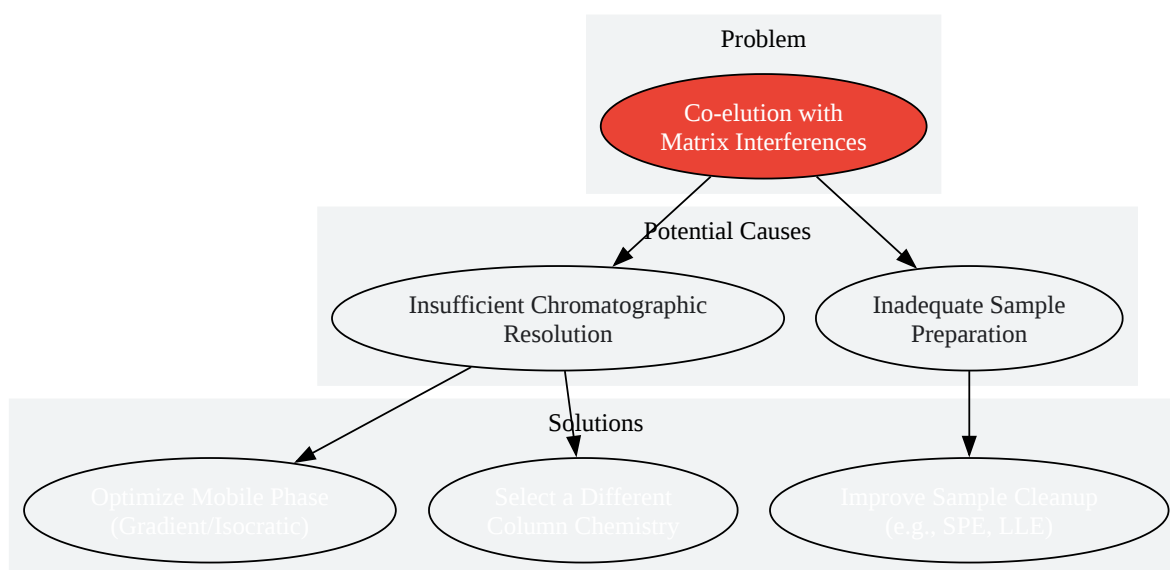 Problem
Co-elution with
Matrix Interferences
Potential Causes
Insufficient Chromatographic
Resolution
Inadequate Sample
Preparation
Solutions
Optimize Mobile Phase
(Gradient/Isocratic)
Select a Different
Column Chemistry
Improve Sample Cleanup
(e.g., SPE, LLE)